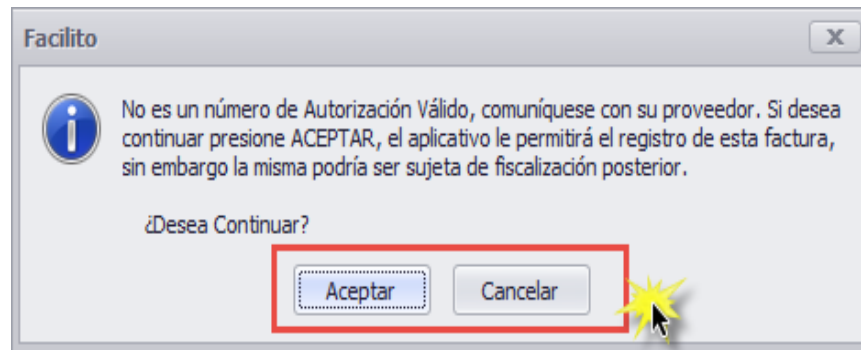 Facilito
No es un número de Autorización Válido, comuníquese con su proveedor. Si desea
continuar presione ACEPTAR, el aplicativo le permitirá el registro de esta factura,
sin embargo la misma podría ser sujeta de fiscalización posterior.
¿Desea Continuar?
Aceptar Cancelar